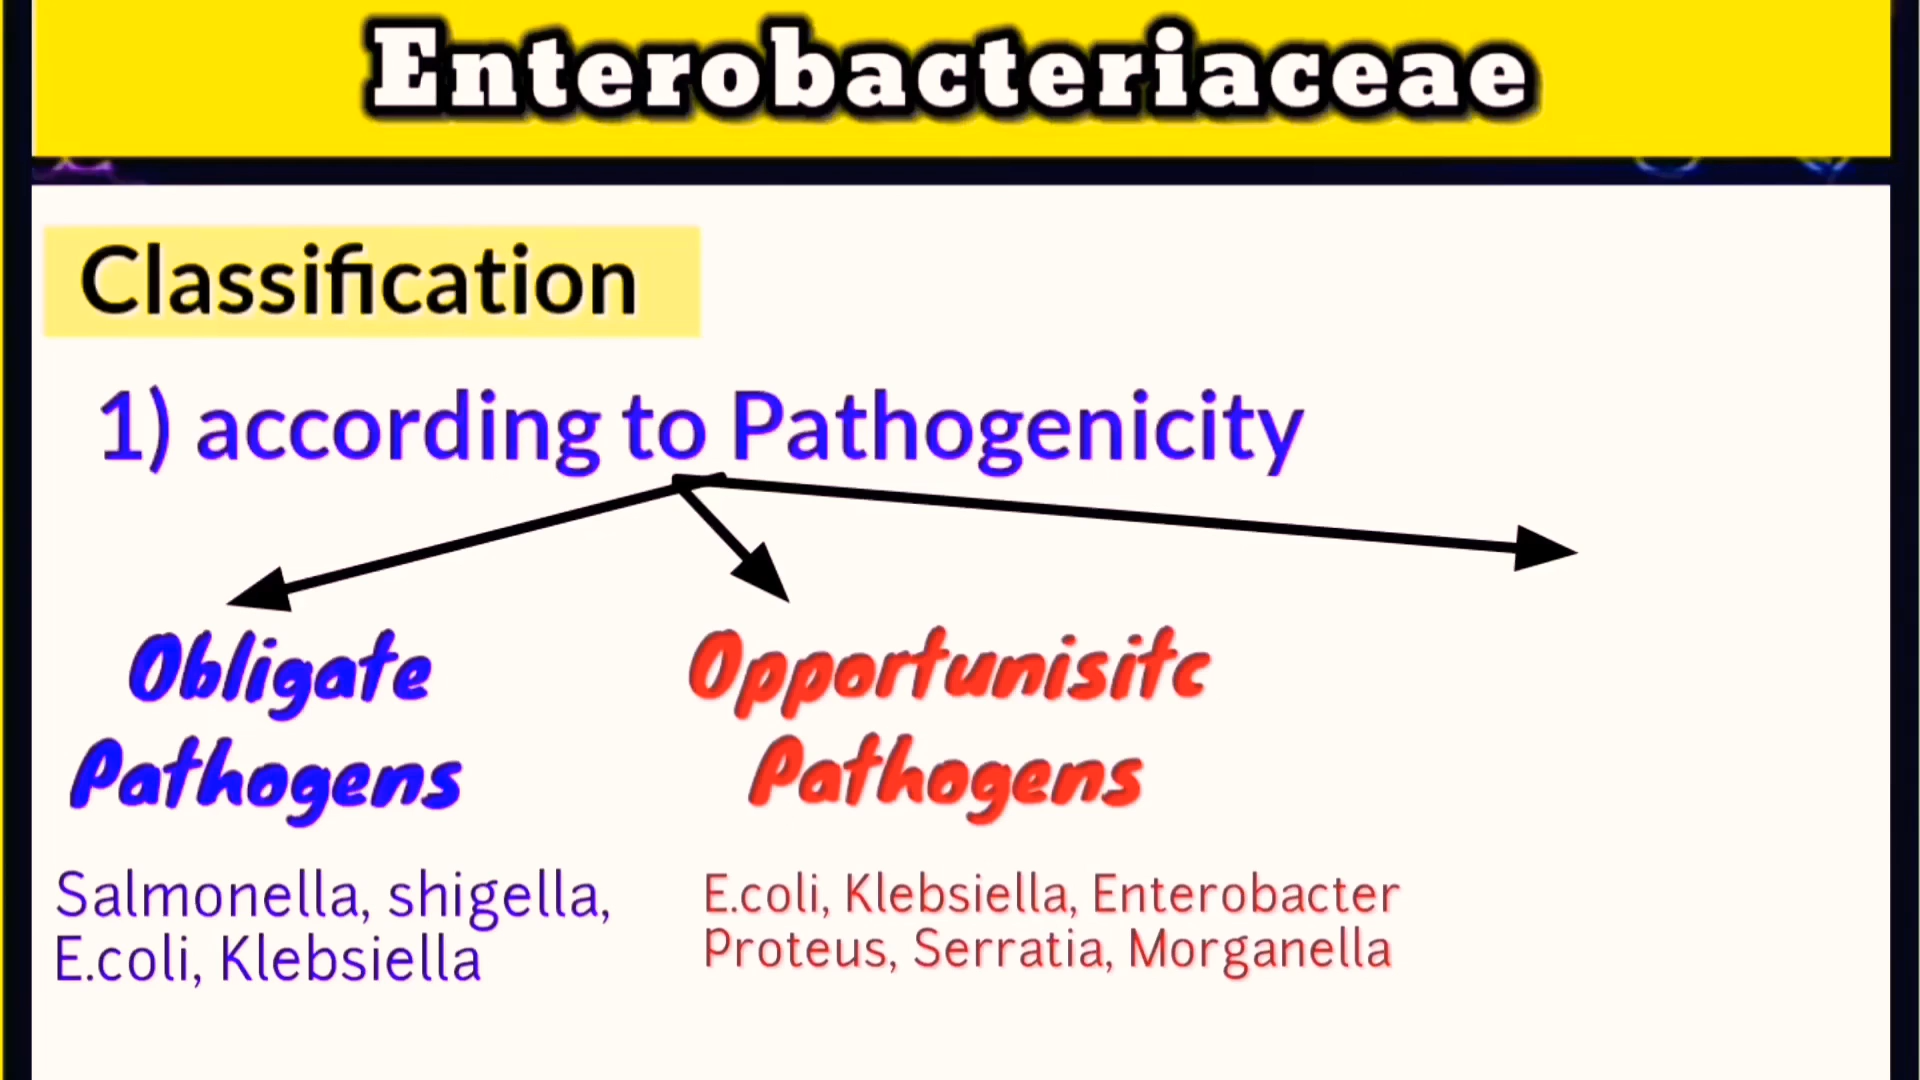 Enterobacteriaceae
Classification
1) according to Pathogenicity
Obligate
Pathogens
Opportunisitc
Pathogens
Salmonella, shigella,
E.coli, Klebsiella
E.coli, Klebsiella, Enterobacter
Proteus, Serratia, Morganella